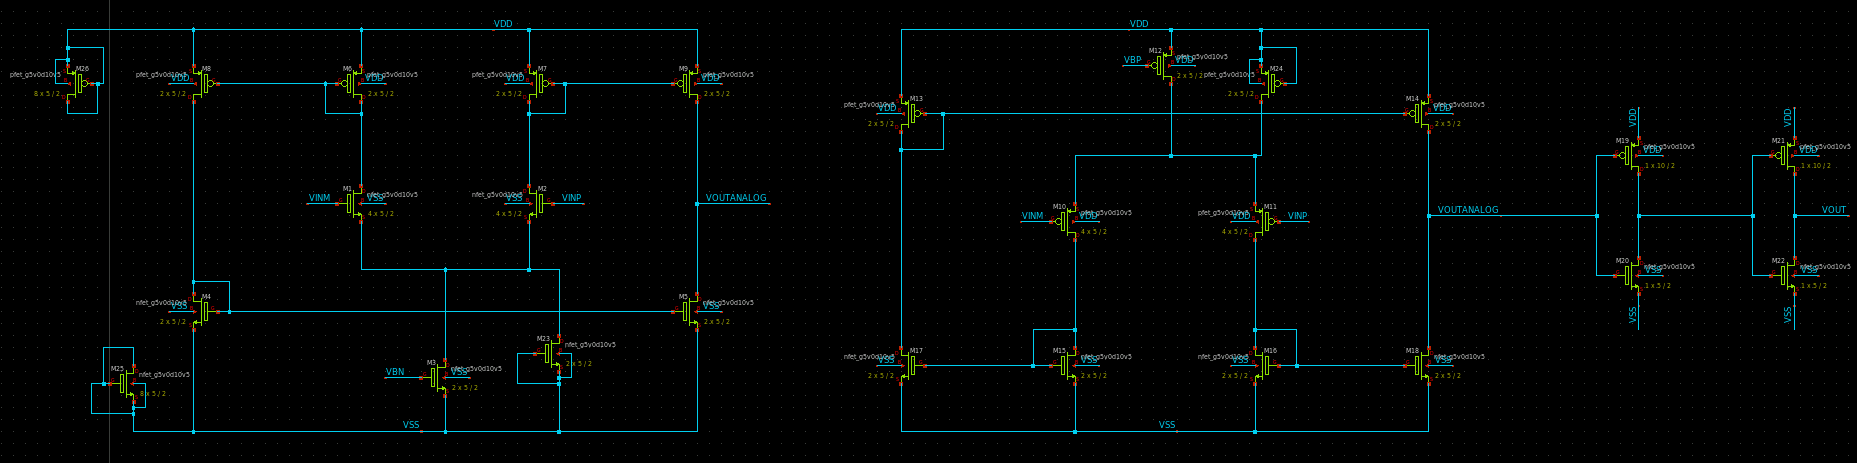 VDD
VDD
M26
pfet_g5v0d10v5
8 x 5 / 2
M8
pfet_g5v0d10v5
VDD
2 x 5 / 2
M6
pfet_g5v0d10v5
VDD
2 x 5 / 2
M7
pfet_g5v0d10v5
VDD
2 x 5 / 2
M9
pfet_g5v0d10v5
VDD
2 x 5 / 2
M12
pfet_g5v0d10v5
VBP
VDD
2 x 5 / 2
M24
pfet_g5v0d10v5
2 x 5 / 2
M13
pfet_g5v0d10v5
VDD
2 x 5 / 2
M14
pfet_g5v0d10v5
VDD
2 x 5 / 2
VDD
VDD
M19
pfet_g5v0d10v5
VDD
1 x 10 / 2
M21
pfet_g5v0d10v5
VDD
1 x 10 / 2
M1
nfet_g5v0d10v5
VINM
VSS
4 x 5 / 2
M2
nfet_g5v0d10v5
VSS
VINP
4 x 5 / 2
VOUTANALOG
M10
pfet_g5v0d10v5
VINM
VDD
4 x 5 / 2
M11
pfet_g5v0d10v5
VDD
VINP
4 x 5 / 2
VOUTANALOG
VOUT
M20
nfet_g5v0d10v5
VSS
1 x 5 / 2
M22
nfet_g5v0d10v5
VSS
1 x 5 / 2
VSS
VSS
M4
nfet_g5v0d10v5
VSS
2 x 5 / 2
M5
nfet_g5v0d10v5
VSS
2 x 5 / 2
M23
nfet_g5v0d10v5
2 x 5 / 2
M3
nfet_g5v0d10v5
VBN
VSS
2 x 5 / 2
M25
nfet_g5v0d10v5
8 x 5 / 2
M17
nfet_g5v0d10v5
VSS
2 x 5 / 2
M15
nfet_g5v0d10v5
VSS
2 x 5 / 2
M16
nfet_g5v0d10v5
VSS
2 x 5 / 2
M18
nfet_g5v0d10v5
VSS
2 x 5 / 2
VSS
VSS